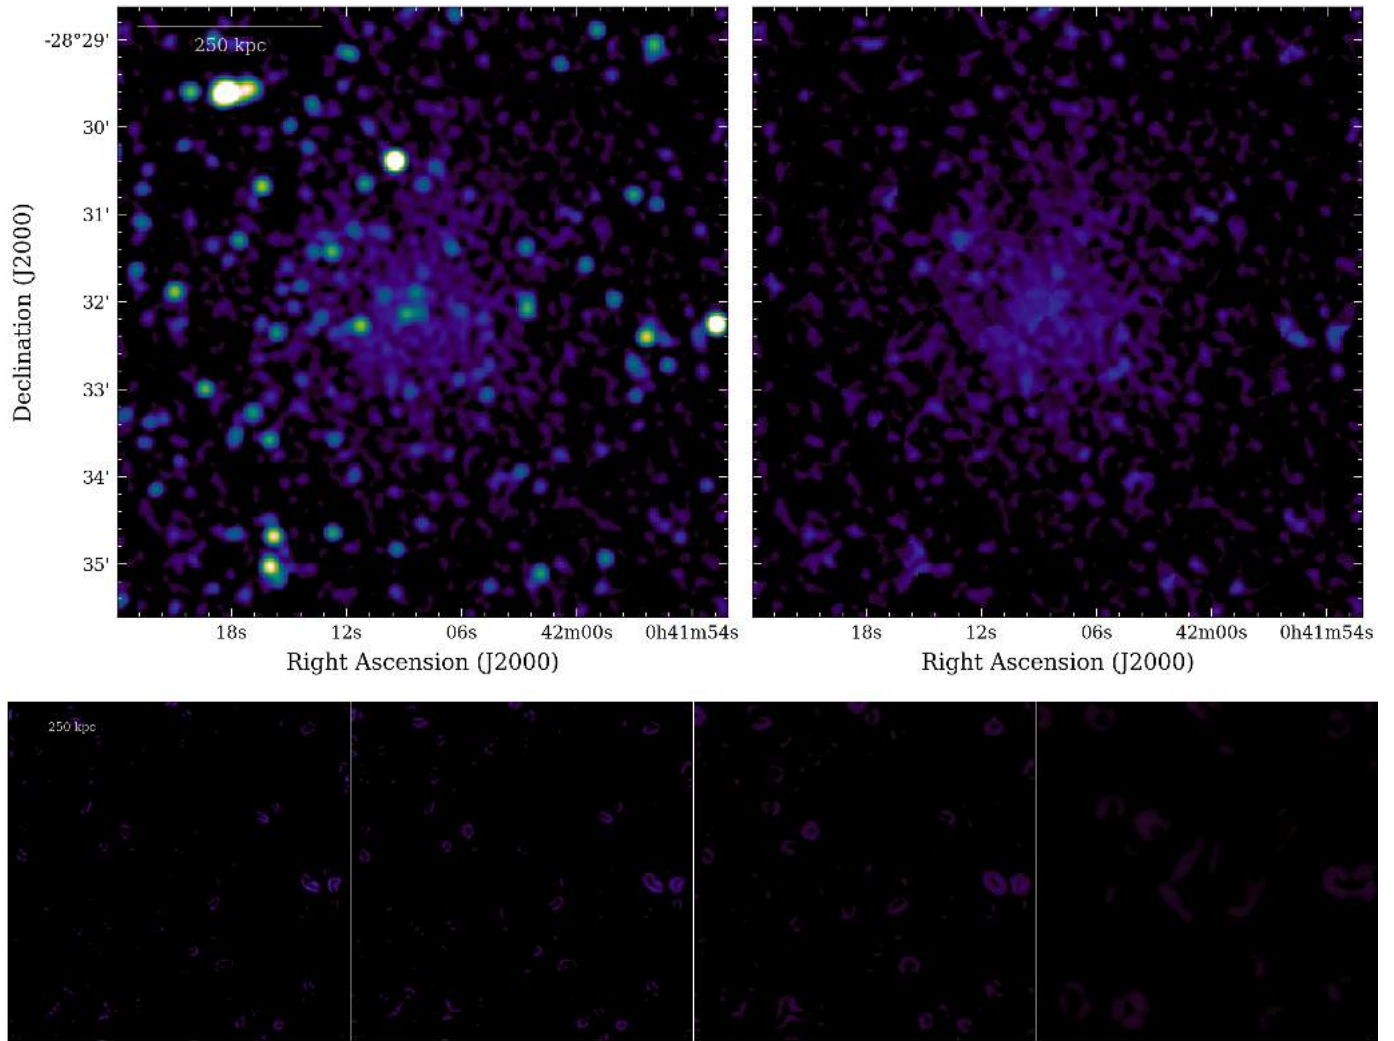 250 kpc
-28°29'
30'
31'
32'
33'
34'
35'
Declination (J2000)
18s 12s 06s 42m00s 0h41m54s
18s 12s 06s 42m00s 0h41m54s
Right Ascension (J2000)
Right Ascension (J2000)
250 kpc